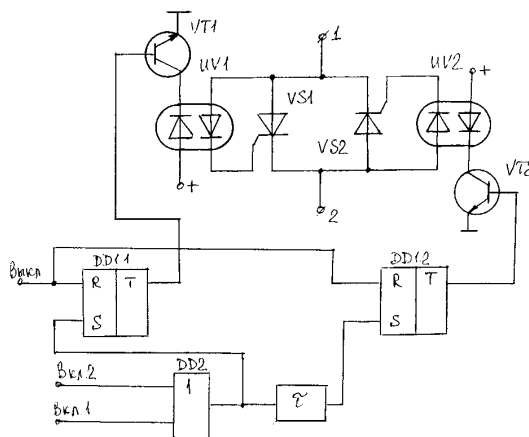 VT1
1
UV1
UV2
+
VS1
VS2
VT2
+
2
Выкл
DD1.1
R T
S
DD1.2
R T
S
DD2
Вкл.2
1
τ
Вкл.1